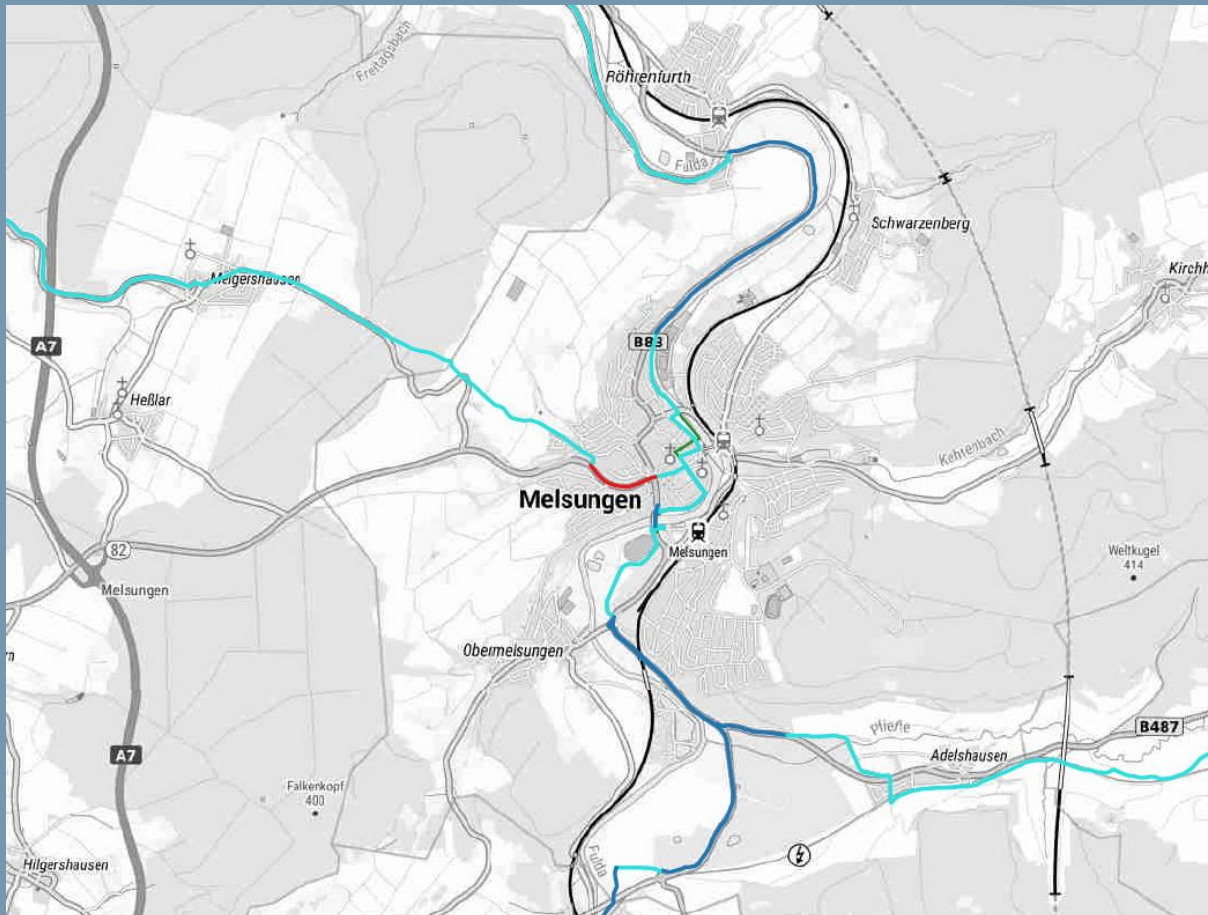 Röhrenfurth
Freitagsbach
Fulda
Schwarzenberg
Kirchh
Melgershausen
B83
A7
Heßlar
Kehrenbach
Melsungen
82
Melsungen
Melsungen
Weltkugel
414
rn
Obermelsungen
Pfieffe
B487
A7
Adelshausen
Falkenkopf
400
Fulda
Hilgershausen